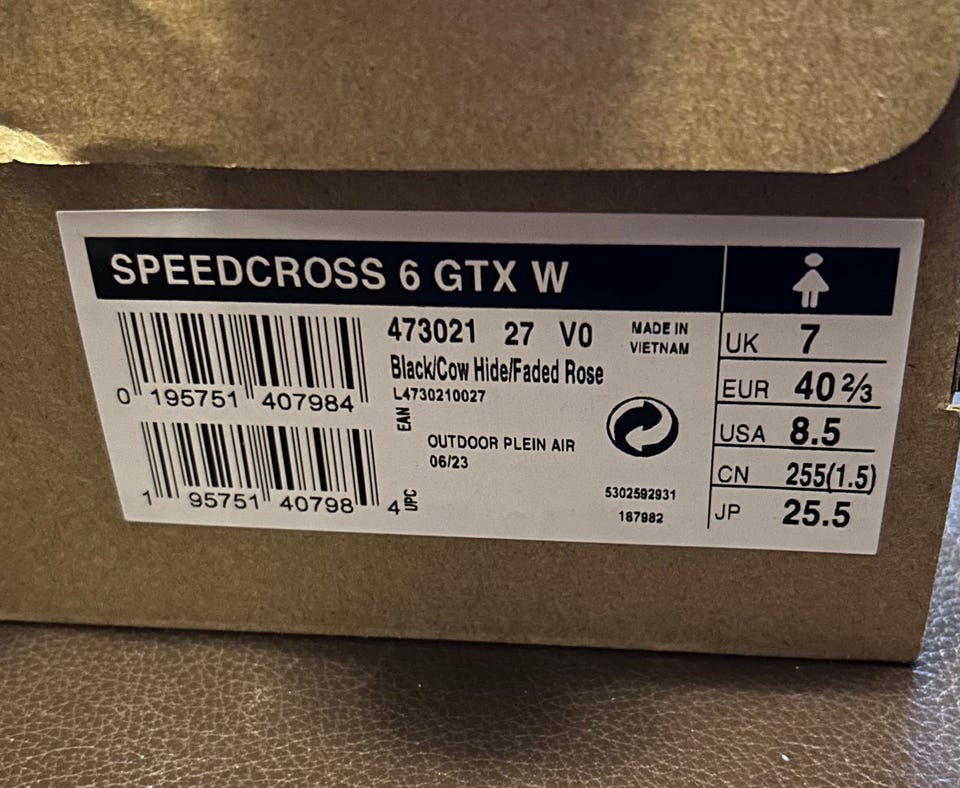 SPEEDCROSS 6 GTX W
0 195751 407984
EAN
1 95751 40798 4
UPC
473021 27 V0
Black/Cow Hide/Faded Rose
L4730210027
MADE IN
VIETNAM
OUTDOOR PLEIN AIR
06/23
5302592931
187982
UK 7
EUR 40 2/3
USA 8.5
CN 255(1.5)
JP 25.5